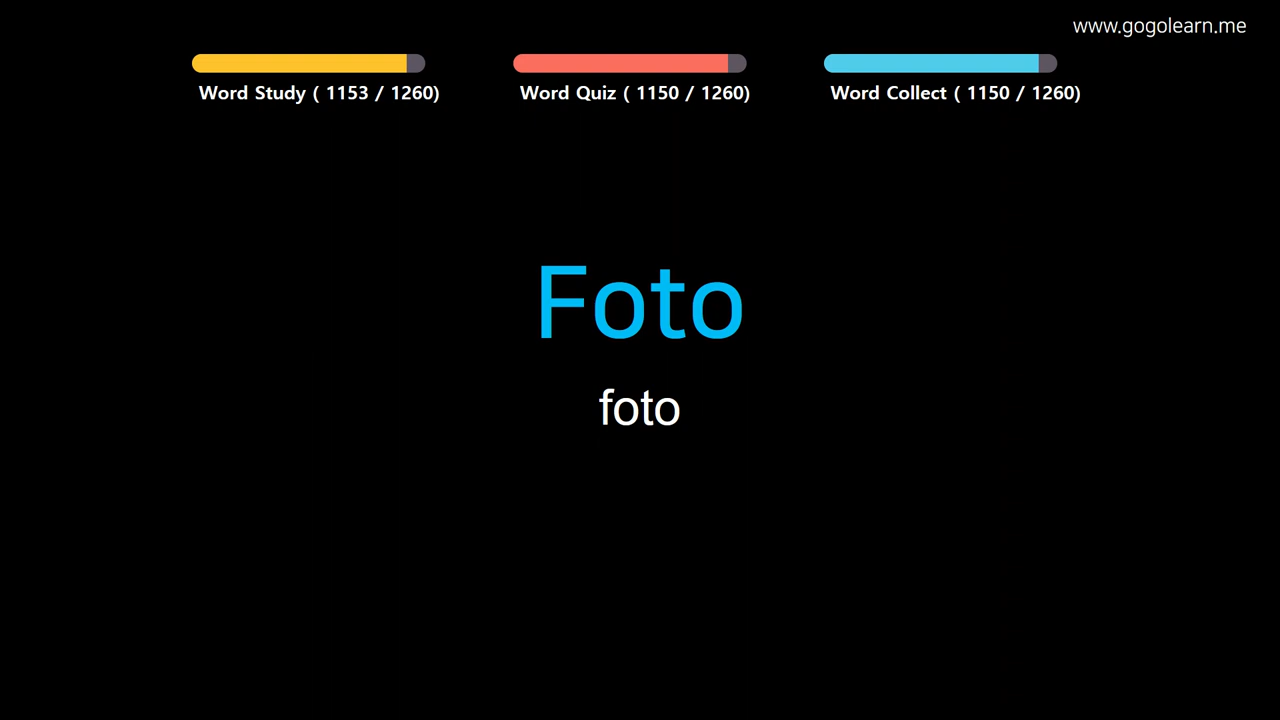 www.gogolearn.me
Word Study ( 1153 / 1260)
Word Quiz ( 1150 / 1260)
Word Collect ( 1150 / 1260)
Foto
foto